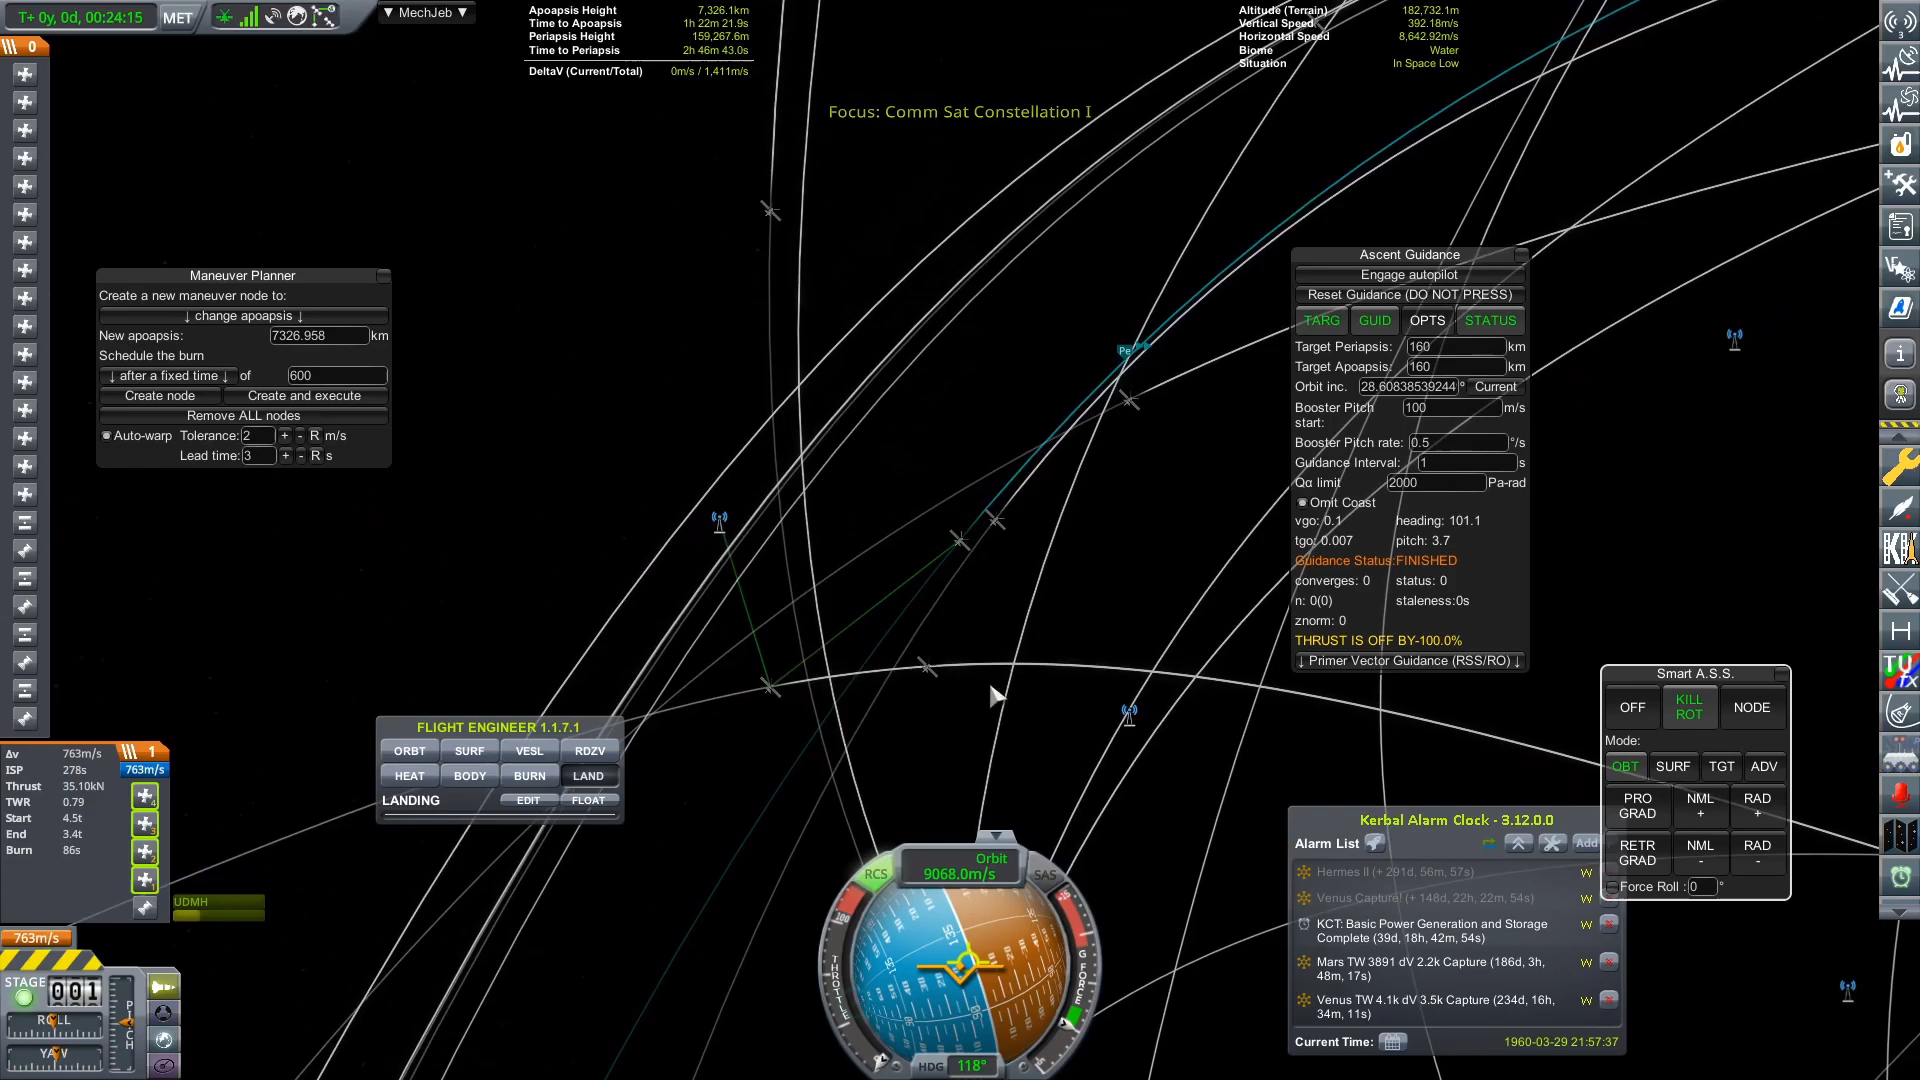 T+ 0y, 0d, 00:24:15 MET
▼ MechJeb ▼
Apoapsis Height 7,326.1km
Time to Apoapsis 1h 22m 21.9s
Periapsis Height 159,267.6m
Time to Periapsis 2h 46m 43.0s
DeltaV (Current/Total) 0m/s / 1,411m/s
Altitude (Terrain) 182,732.1m
Vertical Speed 392.18m/s
Horizontal Speed 8,642.92m/s
Biome Water
Situation In Space Low
0
3
Focus: Comm Sat Constellation I
Maneuver Planner
Create a new maneuver node to:
↓ change apoapsis ↓
New apoapsis: 7326.958 km
Schedule the burn
↓ after a fixed time ↓ of 600
Create node Create and execute
Remove ALL nodes
Auto-warp Tolerance: 2 + - R m/s
Lead time: 3 + - R s
Pe
Ascent Guidance
Engage autopilot
Reset Guidance (DO NOT PRESS)
TARG GUID OPTS STATUS
Target Periapsis: 160 km
Target Apoapsis: 160 km
Orbit inc. 28.60838539244 ° Current
Booster Pitch start: 100 m/s
Booster Pitch rate: 0.5 °/s
Guidance Interval: 1 s
Qα limit 2000 Pa-rad
Omit Coast
vgo: 0.1 heading: 101.1
tgo: 0.007 pitch: 3.7
Guidance Status:FINISHED
converges: 0 status: 0
n: 0(0) staleness:0s
znorm: 0
THRUST IS OFF BY-100.0%
↓ Primer Vector Guidance (RSS/RO) ↓
Smart A.S.S.
OFF KILL ROT NODE
Mode:
OBT SURF TGT ADV
PRO GRAD NML + RAD +
RETR GRAD NML - RAD -
Force Roll : 0 °
FLIGHT ENGINEER 1.1.7.1
ORBT SURF VESL RDZV
HEAT BODY BURN LAND
LANDING EDIT FLOAT
Δv 763m/s
ISP 278s
Thrust 35.10kN
TWR 0.79
Start 4.5t
End 3.4t
Burn 86s
1
763m/s
4
3
2
1
UDMH
763m/s
STAGE 001
ROLL
YAW
PITCH
Orbit
9068.0m/s
RCS SAS
THROTTLE
100
G FORCE
HDG 118°
Kerbal Alarm Clock - 3.12.0.0
Alarm List Add
Hermes II (+ 291d, 56m, 57s) W
Venus Capture! (+ 148d, 22h, 22m, 54s) W
KCT: Basic Power Generation and Storage W
Complete (39d, 18h, 42m, 54s)
Mars TW 3891 dV 2.2k Capture (186d, 3h, W
48m, 17s)
Venus TW 4.1k dV 3.5k Capture (234d, 16h, W
34m, 11s)
Current Time: 1960-03-29 21:57:37